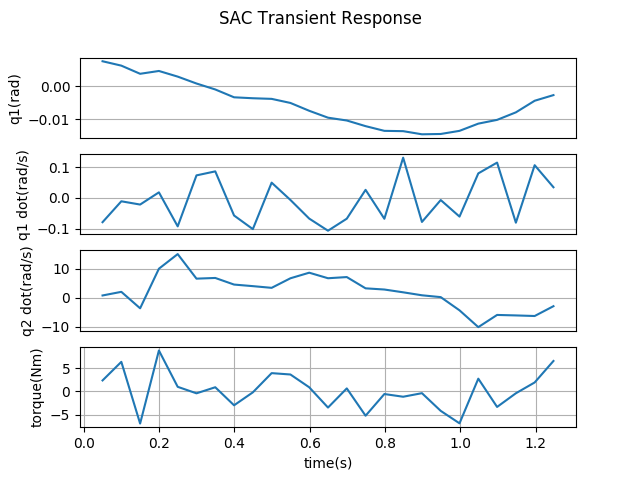 SAC Transient Response
q1(rad)
0.00
−0.01
q1 dot(rad/s)
0.1
0.0
−0.1
q2 dot(rad/s)
10
0
−10
torque(Nm)
5
0
−5
0.0 0.2 0.4 0.6 0.8 1.0 1.2
time(s)